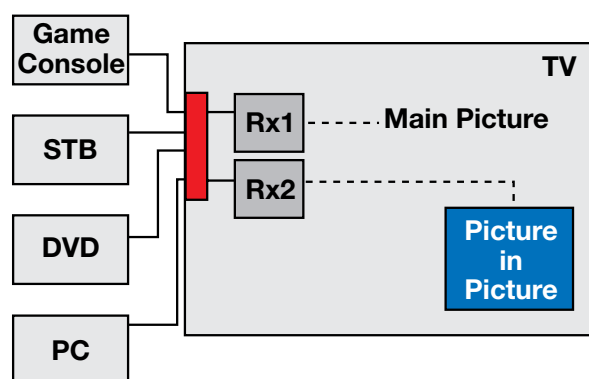 Game
Console
TV
Rx1
Main Picture
STB
Rx2
DVD
Picture
in
Picture
PC